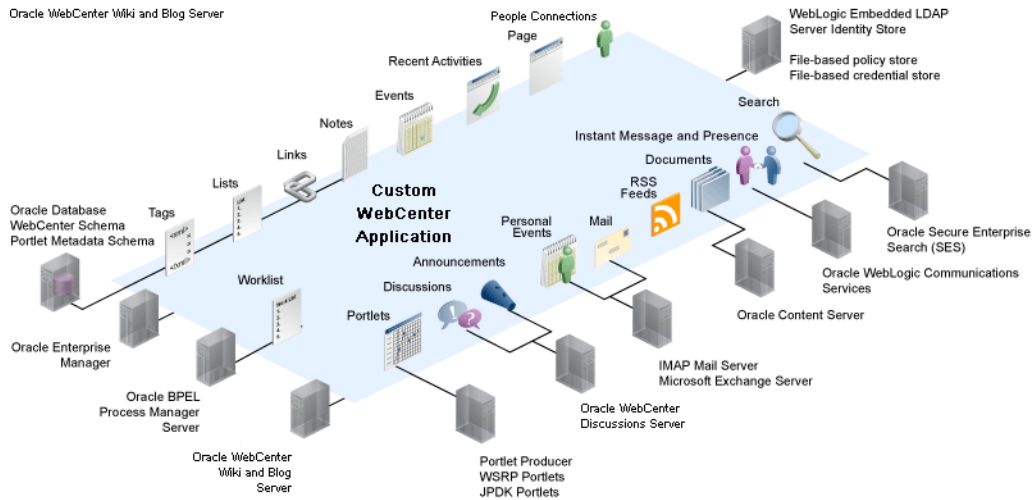 Oracle WebCenter Wiki and Blog Server
People Connections
Page
Recent Activities
Events
Notes
Links
Lists
Tags
WebLogic Embedded LDAP
Server Identity Store
File-based policy store
File-based credential store
Search
Instant Message and Presence
Documents
RSS
Feeds
Mail
Personal
Events
Announcements
Discussions
Portlets
Worklist
Custom
WebCenter
Application
Oracle Database
WebCenter Schema
Portlet Metadata Schema
Oracle Enterprise
Manager
Oracle BPEL
Process Manager
Server
Oracle WebCenter
Wiki and Blog
Server
Portlet Producer
WSRP Portlets
JPDK Portlets
Oracle WebCenter
Discussions Server
IMAP Mail Server
Microsoft Exchange Server
Oracle Content Server
Oracle WebLogic Communications
Services
Oracle Secure Enterprise
Search (SES)